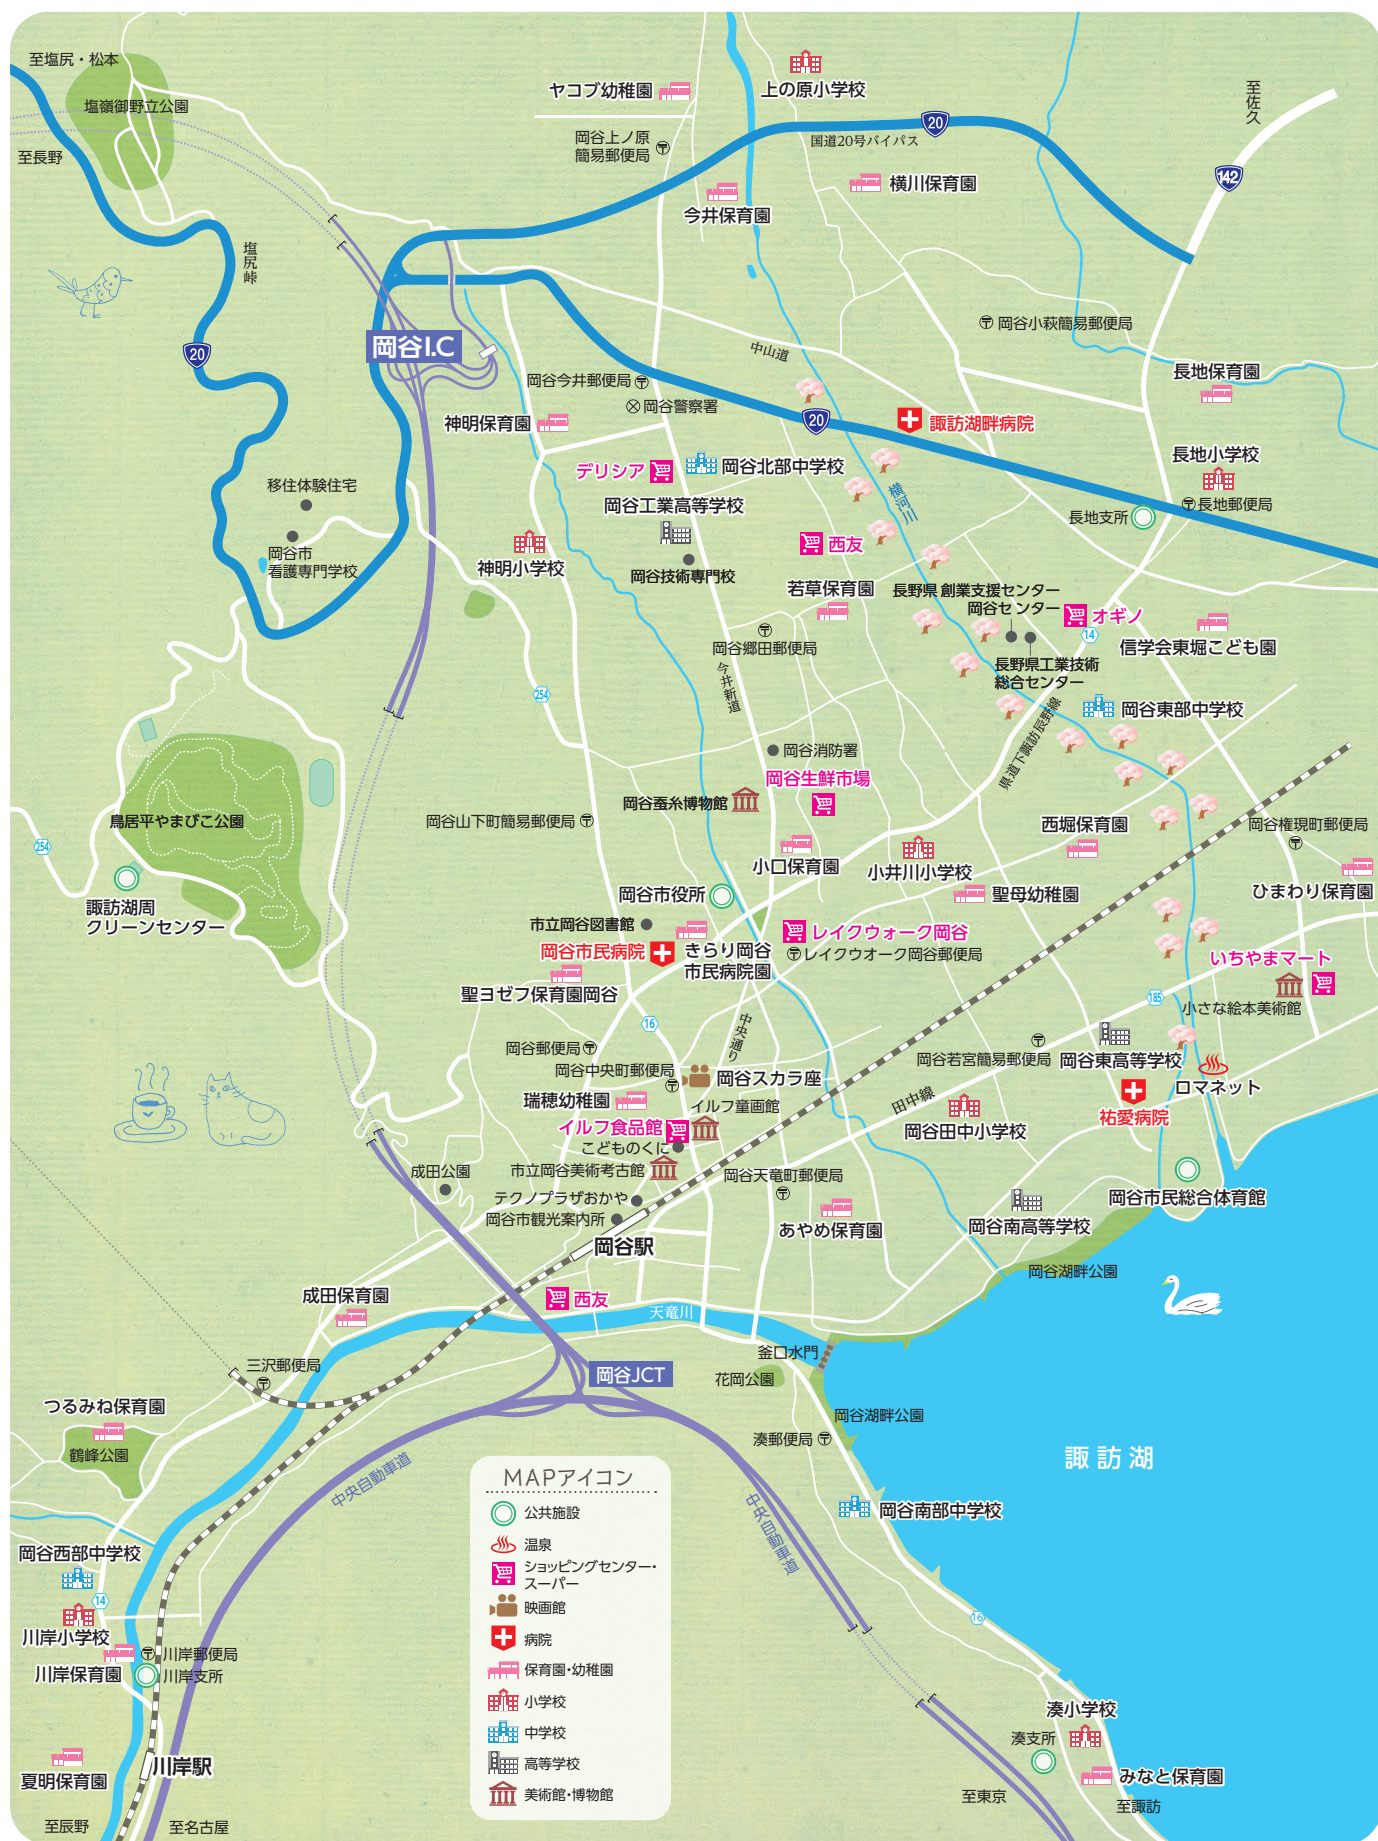 至塩尻・松本
塩嶺御野立公園
至長野
塩尻峠
20
ヤコブ幼稚園
上の原小学校
岡谷上ノ原
簡易郵便局
20
国道20号バイパス
至佐久
142
今井保育園
横川保育園
岡谷I.C
岡谷小萩簡易郵便局
中山道
岡谷今井郵便局
岡谷警察署
20
諏訪湖畔病院
長地保育園
神明保育園
デリシア
岡谷北部中学校
長地小学校
移住体験住宅
岡谷工業高等学校
横河川
長地郵便局
長地支所
岡谷市
看護専門学校
神明小学校
岡谷技術専門校
西友
若草保育園
長野県 創業支援センター
岡谷センター
オギノ
14
信学会東堀こども園
岡谷郷田郵便局
長野県工業技術
総合センター
今井新道
254
岡谷東部中学校
県道下諏訪辰野線
岡谷消防署
岡谷生鮮市場
岡谷蚕糸博物館
鳥居平やまびこ公園
岡谷山下町簡易郵便局
254
西堀保育園
岡谷権現町郵便局
小口保育園
小井川小学校
ひまわり保育園
諏訪湖周
クリーンセンター
岡谷市役所
聖母幼稚園
市立岡谷図書館
レイクウォーク岡谷
岡谷市民病院
きらり岡谷
市民病院園
レイクウオーク岡谷郵便局
いちやまマート
聖ヨゼフ保育園岡谷
185
小さな絵本美術館
16
中央通り
岡谷郵便局
岡谷若宮簡易郵便局
岡谷東高等学校
岡谷中央町郵便局
岡谷スカラ座
ロマネット
瑞穂幼稚園
イルフ童画館
田中線
祐愛病院
イルフ食品館
岡谷田中小学校
こどものくに
成田公園
市立岡谷美術考古館
岡谷天竜町郵便局
テクノプラザおかや
岡谷市民総合体育館
岡谷市観光案内所
あやめ保育園
岡谷南高等学校
岡谷駅
岡谷湖畔公園
成田保育園
西友
天竜川
三沢郵便局
釜口水門
岡谷JCT
花岡公園
つるみね保育園
岡谷湖畔公園
鶴峰公園
湊郵便局
諏訪湖
中央自動車道
中央自動車道
岡谷南部中学校
岡谷西部中学校
14
川岸小学校
16
川岸郵便局
川岸保育園
川岸支所
湊小学校
湊支所
夏明保育園
川岸駅
みなと保育園
至東京
至諏訪
至辰野
至名古屋
MAPアイコン
公共施設
温泉
ショッピングセンター・
スーパー
映画館
病院
保育園・幼稚園
小学校
中学校
高等学校
美術館・博物館